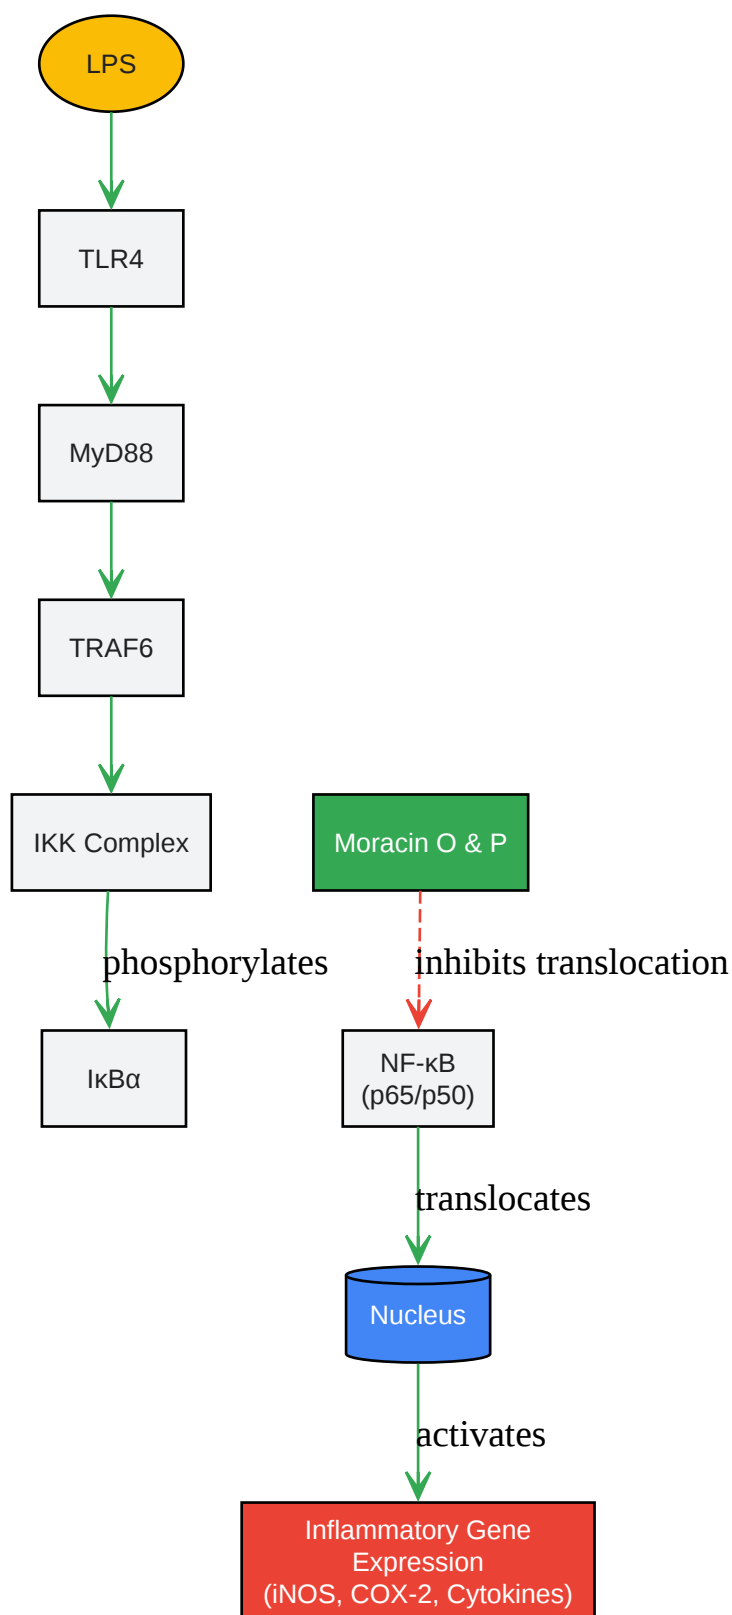 LPS
TLR4
MyD88
TRAF6
IKK Complex
Moracin O & P
phosphorylates
inhibits translocation
IκBα
NF-κB
(p65/p50)
translocates
Nucleus
activates
Inflammatory Gene
Expression
(iNOS, COX-2, Cytokines)